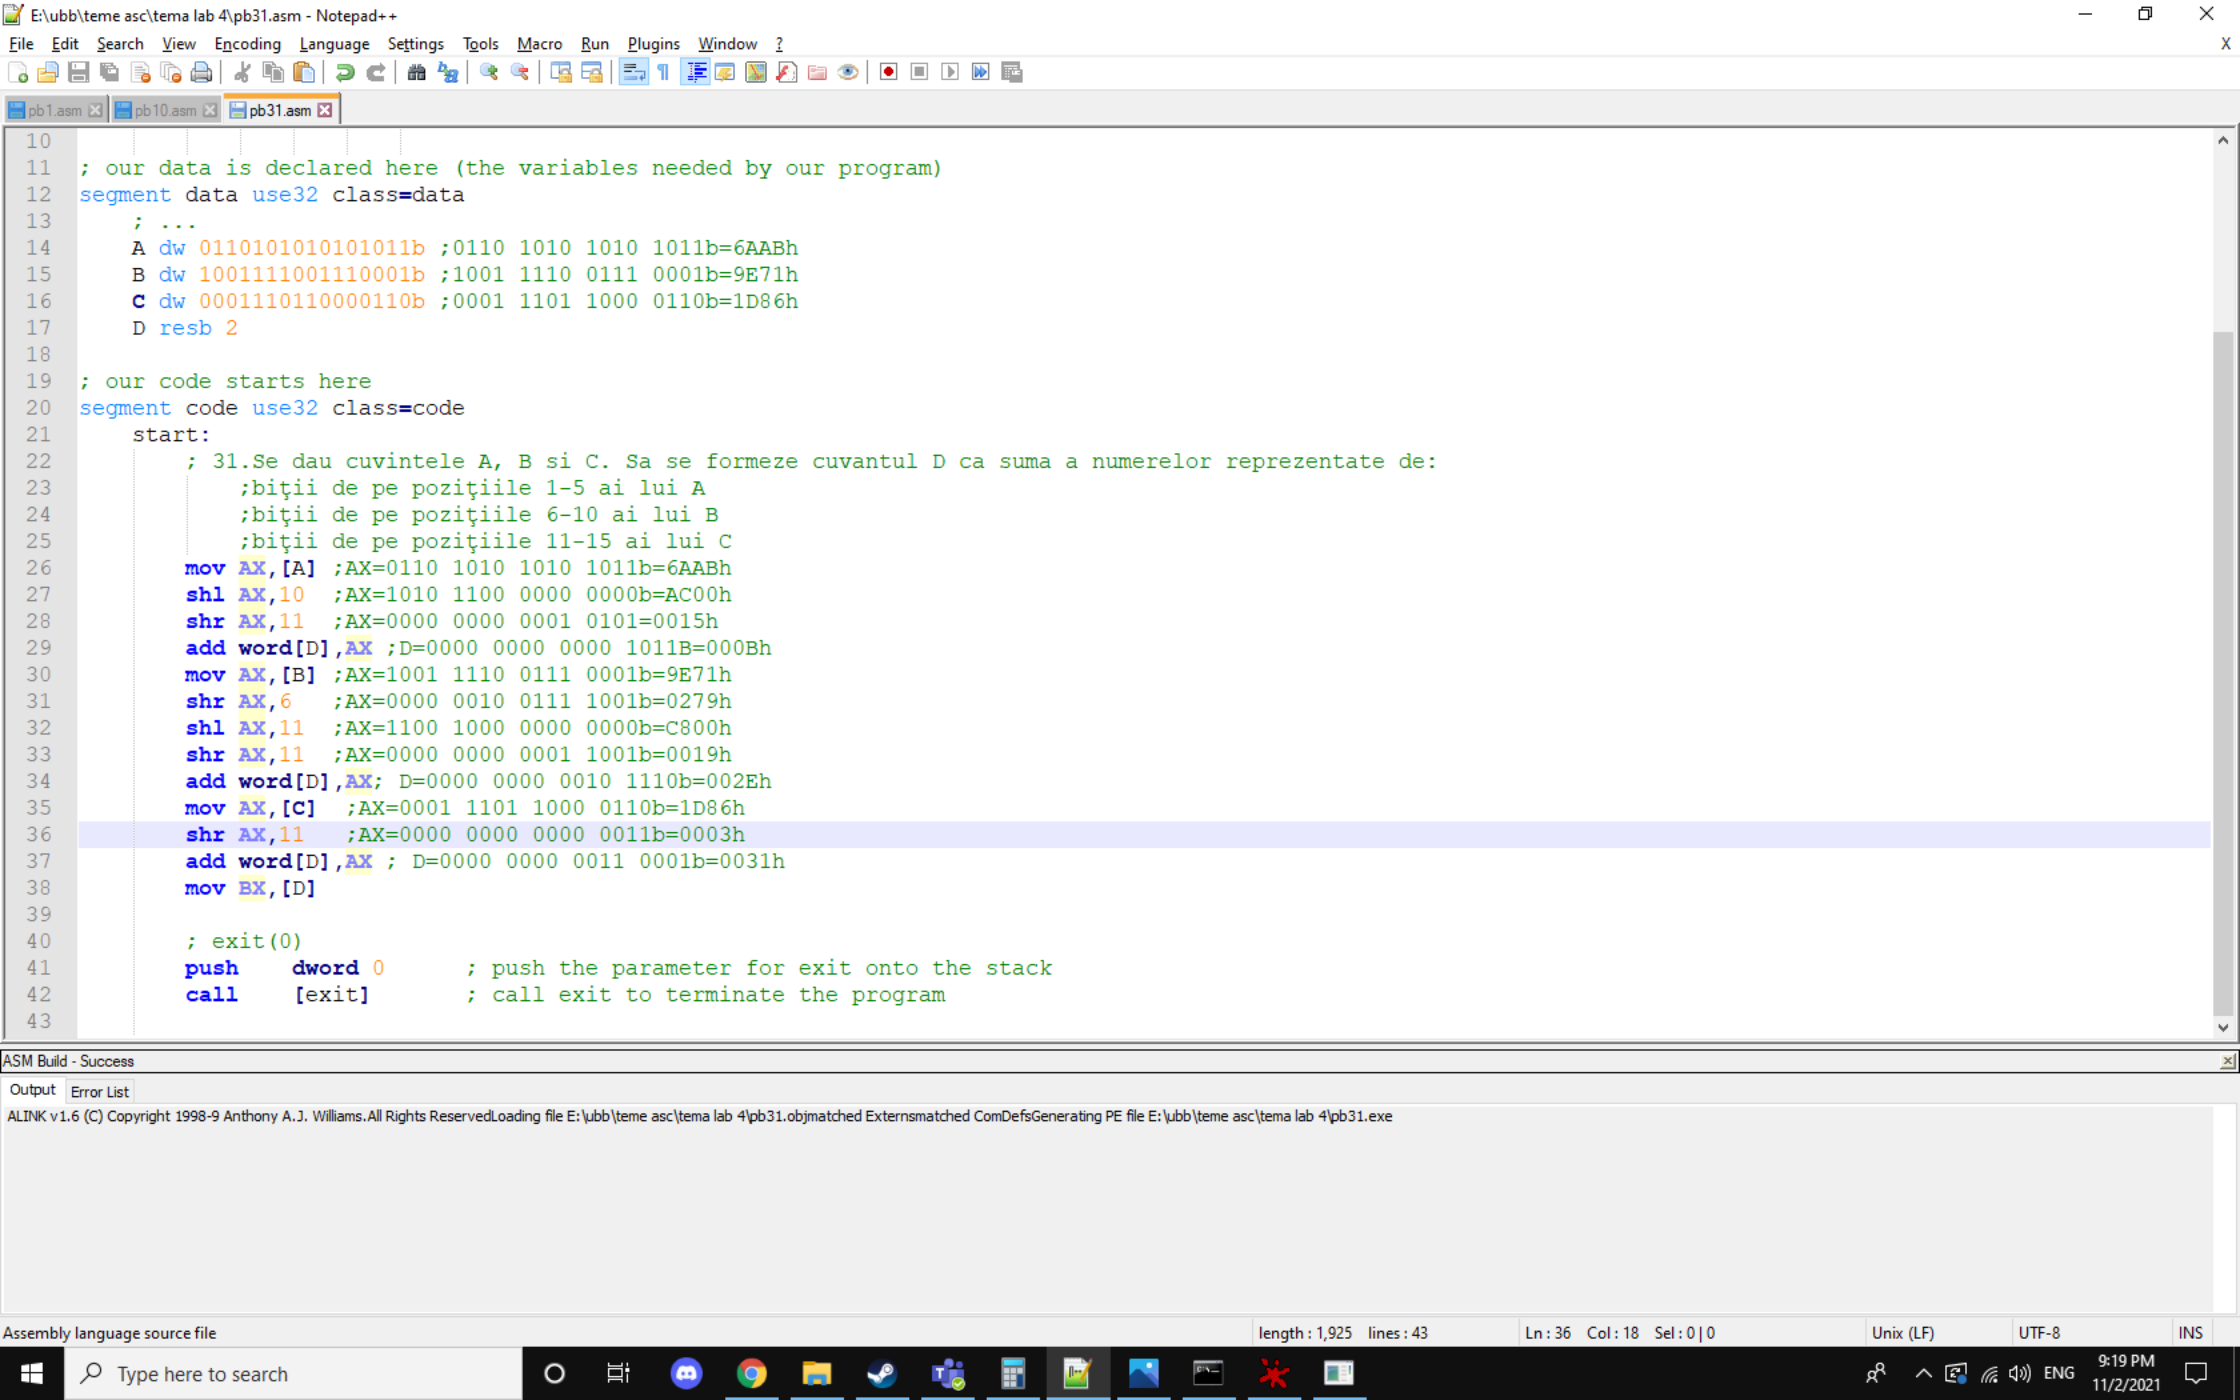 E:\ubb\teme asc\tema lab 4\pb31.asm - Notepad++
File Edit Search View Encoding Language Settings Tools Macro Run Plugins Window ? X
pb1.asm pb10.asm pb31.asm
10
11 ; our data is declared here (the variables needed by our program)
12 segment data use32 class=data
13 ; ...
14 A dw 0110101010101011b ;0110 1010 1010 1011b=6AABh
15 B dw 1001111001110001b ;1001 1110 0111 0001b=9E71h
16 C dw 0001110110000110b ;0001 1101 1000 0110b=1D86h
17 D resb 2
18
19 ; our code starts here
20 segment code use32 class=code
21 start:
22 ; 31.Se dau cuvintele A, B si C. Sa se formeze cuvantul D ca suma a numerelor reprezentate de:
23 ;biţii de pe poziţiile 1-5 ai lui A
24 ;biţii de pe poziţiile 6-10 ai lui B
25 ;biţii de pe poziţiile 11-15 ai lui C
26 mov AX,[A] ;AX=0110 1010 1010 1011b=6AABh
27 shl AX,10 ;AX=1010 1100 0000 0000b=AC00h
28 shr AX,11 ;AX=0000 0000 0001 0101=0015h
29 add word[D],AX ;D=0000 0000 0000 1011B=000Bh
30 mov AX,[B] ;AX=1001 1110 0111 0001b=9E71h
31 shr AX,6 ;AX=0000 0010 0111 1001b=0279h
32 shl AX,11 ;AX=1100 1000 0000 0000b=C800h
33 shr AX,11 ;AX=0000 0000 0001 1001b=0019h
34 add word[D],AX; D=0000 0000 0010 1110b=002Eh
35 mov AX,[C] ;AX=0001 1101 1000 0110b=1D86h
36 shr AX,11 ;AX=0000 0000 0000 0011b=0003h
37 add word[D],AX ; D=0000 0000 0011 0001b=0031h
38 mov BX,[D]
39
40 ; exit(0)
41 push dword 0 ; push the parameter for exit onto the stack
42 call [exit] ; call exit to terminate the program
43
ASM Build - Success
Output Error List
ALINK v1.6 (C) Copyright 1998-9 Anthony A.J. Williams.All Rights ReservedLoading file E:\ubb\teme asc\tema lab 4\pb31.objmatched Externsmatched ComDefsGenerating PE file E:\ubb\teme asc\tema lab 4\pb31.exe
Assembly language source file length : 1,925 lines : 43 Ln : 36 Col : 18 Sel : 0 | 0 Unix (LF) UTF-8 INS
Type here to search ENG 9:19 PM
11/2/2021